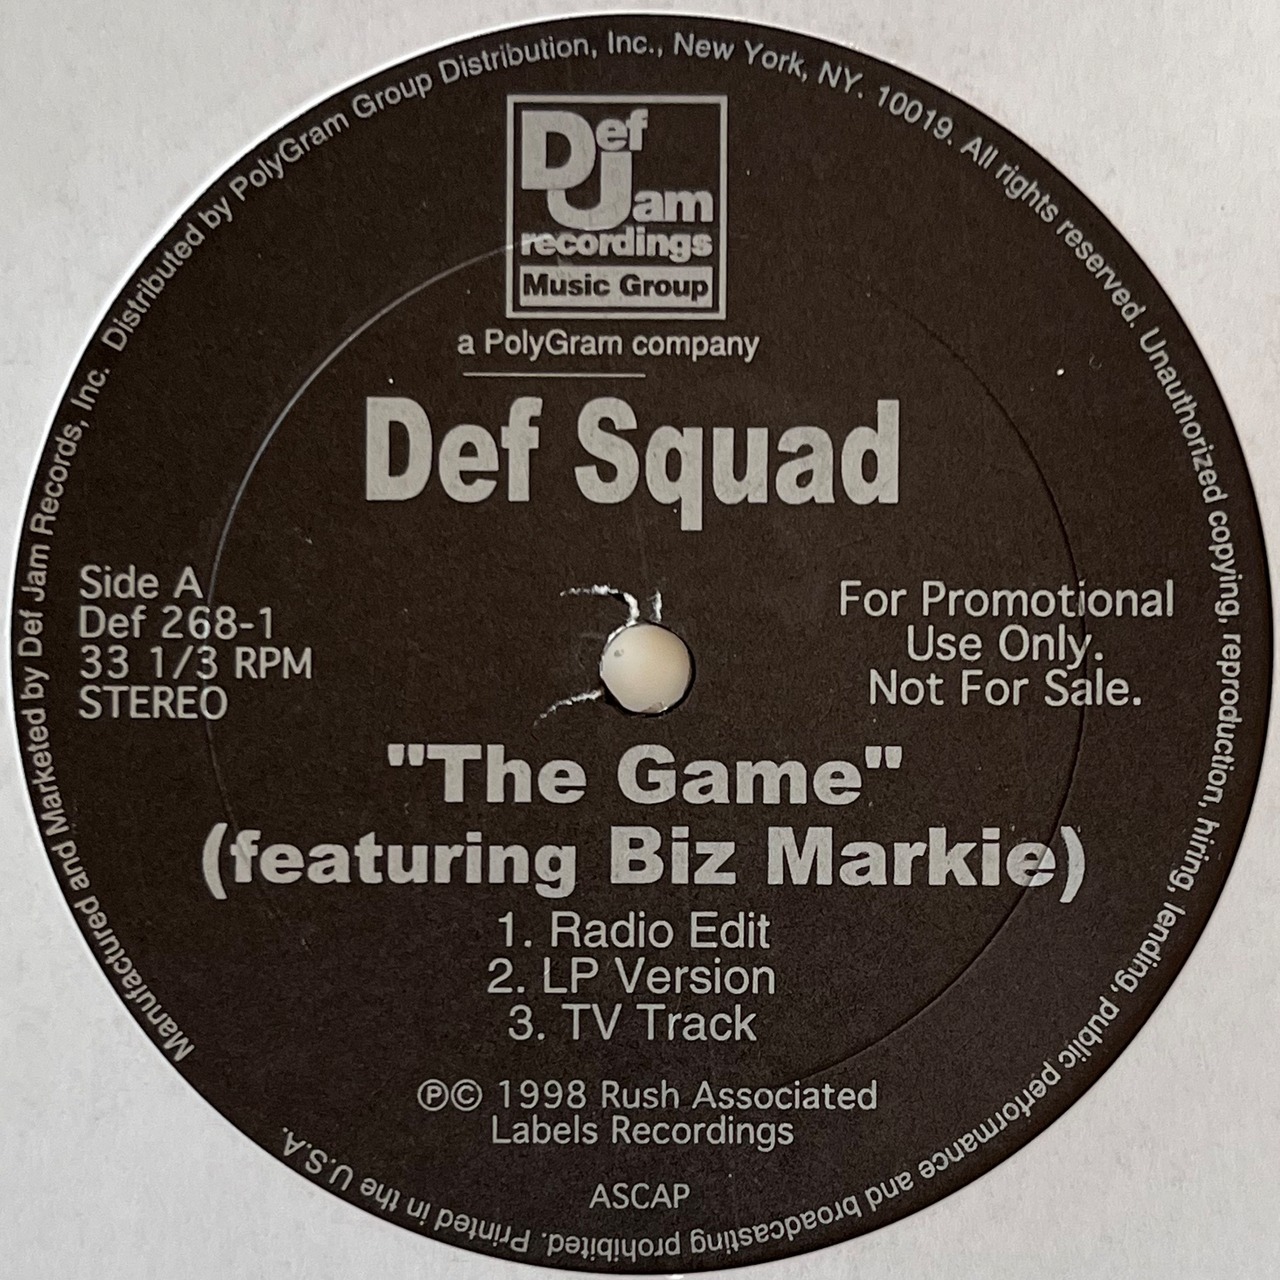 Def Jam
recordings
Music Group
a PolyGram company
Def Squad
Side A
Def 268-1
33 1/3 RPM
STEREO
For Promotional
Use Only.
Not For Sale.
"The Game"
(featuring Biz Markie)
1. Radio Edit
2. LP Version
3. TV Track
℗© 1998 Rush Associated
Labels Recordings
ASCAP
Manufactured and Marketed by Def Jam Records, Inc. Distributed by PolyGram Group Distribution, Inc., New York, NY. 10019. All rights reserved. Unauthorized copying, reproduction, hiring, lending, public performance and broadcasting prohibited. Printed in the U.S.A.